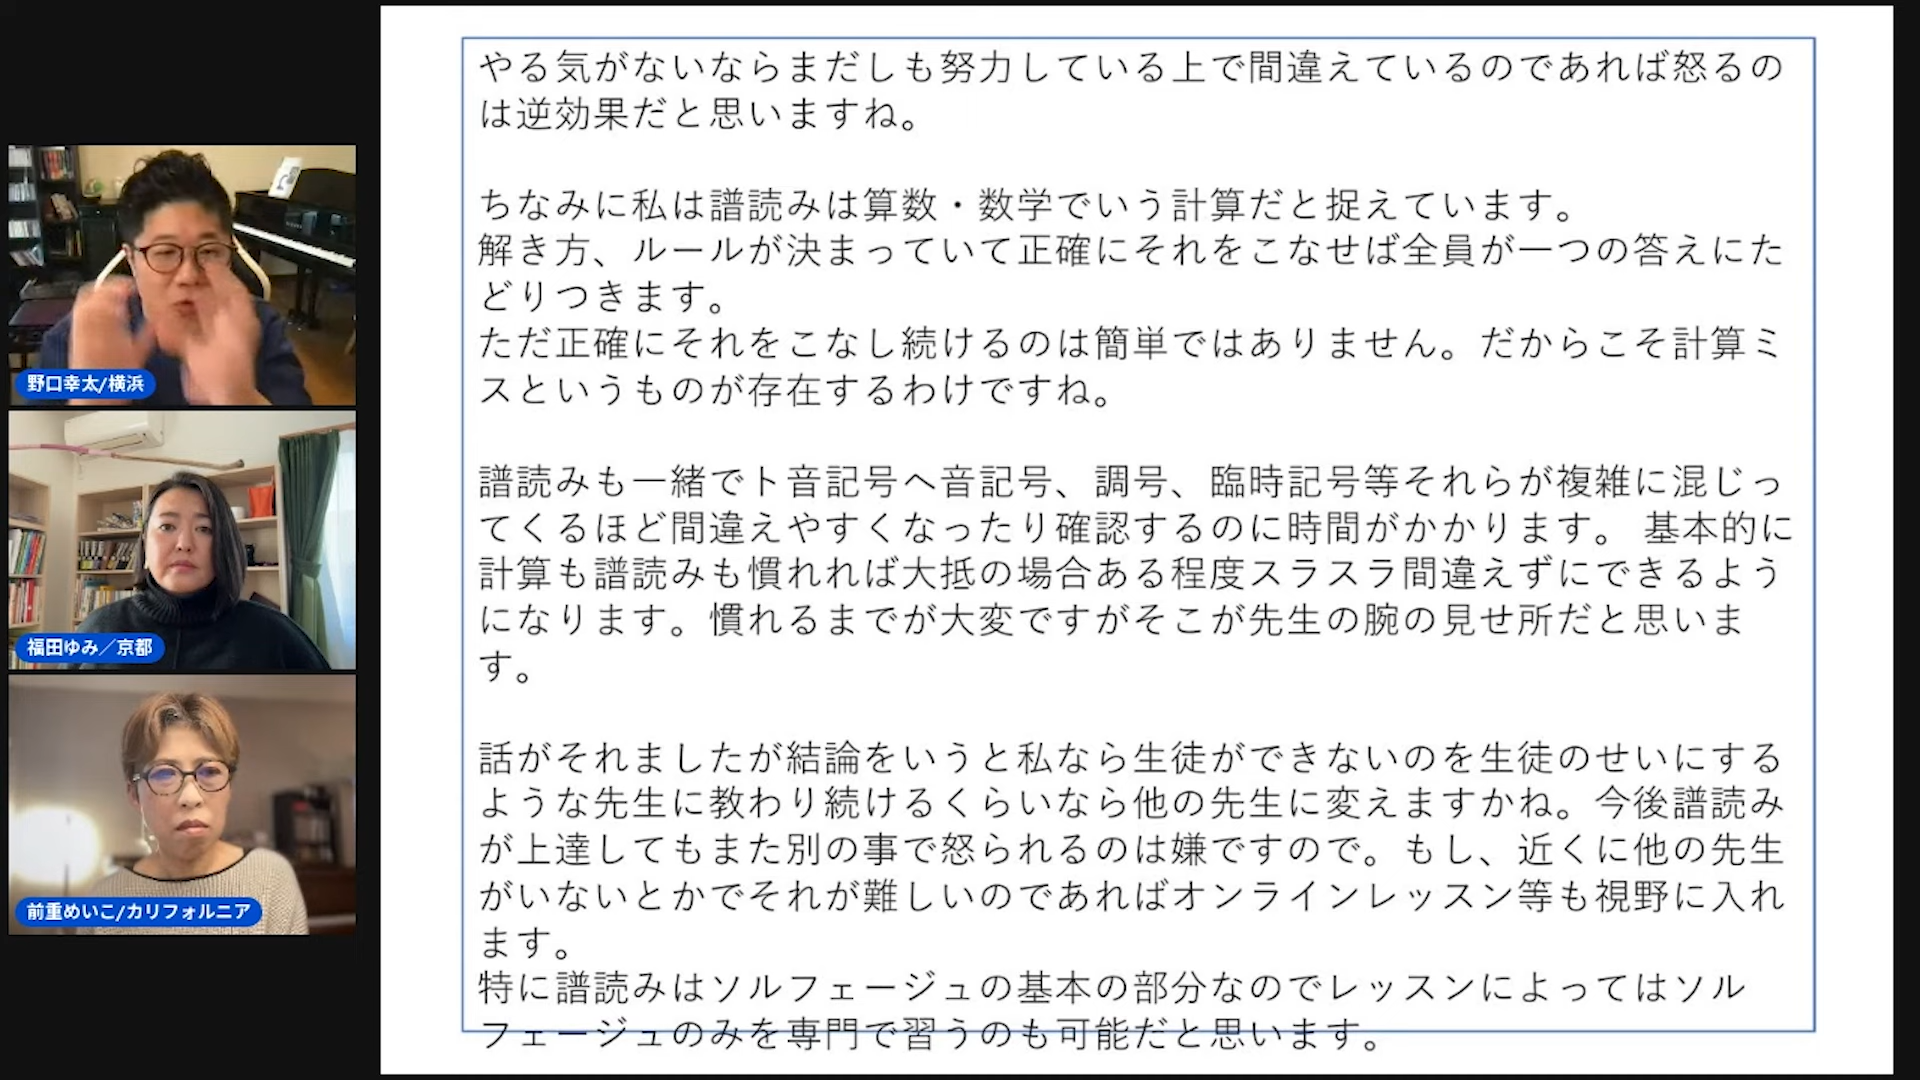 やる気がないならまだしも努力している上で間違えているのであれば怒るの
は逆効果だと思いますね。
ちなみに私は譜読みは算数・数学でいう計算だと捉えています。
解き方、ルールが決まっていて正確にそれをこなせば全員が一つの答えにた
どりつきます。
ただ正確にそれをこなし続けるのは簡単ではありません。だからこそ計算ミ
スというものが存在するわけですね。
譜読みも一緒でト音記号ヘ音記号、調号、臨時記号等それらが複雑に混じっ
てくるほど間違えやすくなったり確認するのに時間がかかります。 基本的に
計算も譜読みも慣れれば大抵の場合ある程度スラスラ間違えずにできるよう
になります。慣れるまでが大変ですがそこが先生の腕の見せ所だと思いま
す。
話がそれましたが結論をいうと私なら生徒ができないのを生徒のせいにする
ような先生に教わり続けるくらいなら他の先生に変えますかね。今後譜読み
が上達してもまた別の事で怒られるのは嫌ですので。もし、近くに他の先生
がいないとかでそれが難しいのであればオンラインレッスン等も視野に入れ
ます。
特に譜読みはソルフェージュの基本の部分なのでレッスンによってはソル
フェージュのみを専門で習うのも可能だと思います。
野口幸太/横浜
福田ゆみ／京都
前重めいこ/カリフォルニア